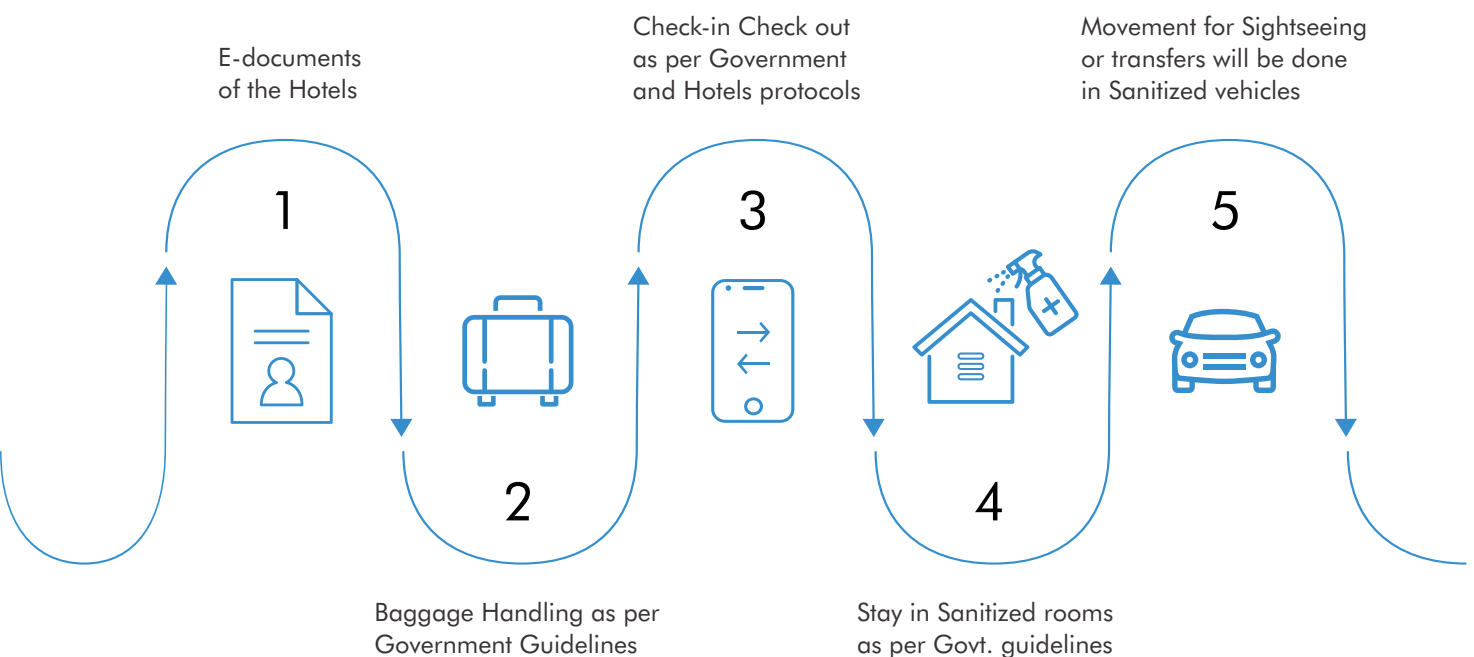 E-documents
of the Hotels
1
2
Baggage Handling as per
Government Guidelines
Check-in Check out
as per Government
and Hotels protocols
3
4
Stay in Sanitized rooms
as per Govt. guidelines
Movement for Sightseeing
or transfers will be done
in Sanitized vehicles
5